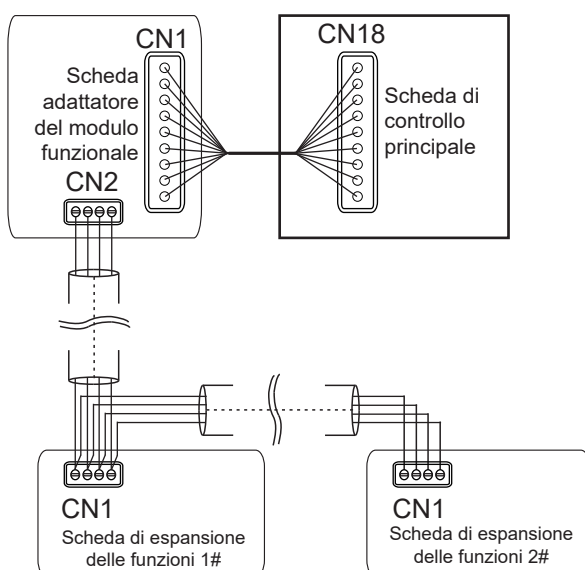 CN1
Scheda
adattatore
del modulo
funzionale
CN2
CN18
Scheda di
controllo
principale
CN1
Scheda di espansione
delle funzioni 1#
CN1
Scheda di espansione
delle funzioni 2#